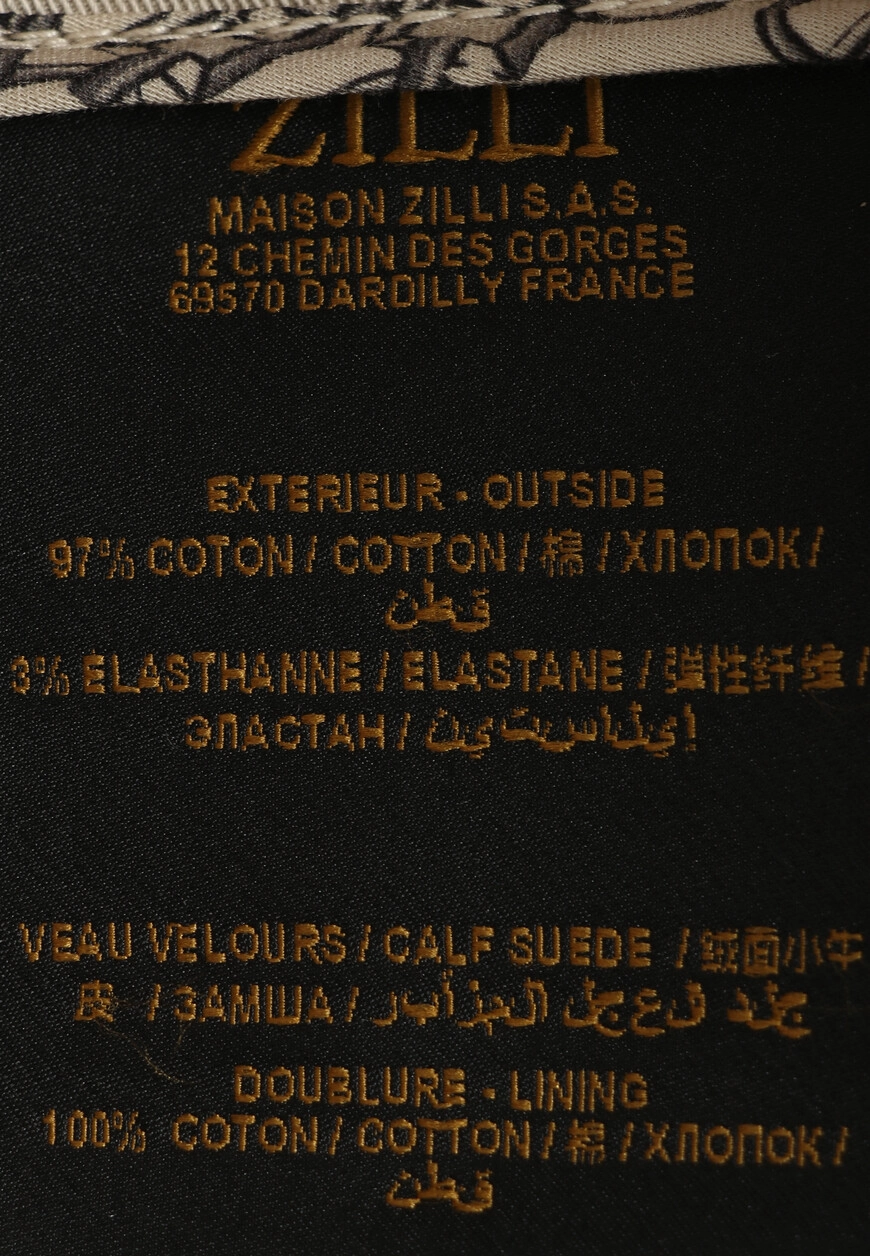 ZILLI
MAISON ZILLI S.A.S.
12 CHEMIN DES GORGES
69570 DARDILLY FRANCE
EXTERIEUR - OUTSIDE
97% COTON / COTTON / 棉 / ХЛОПОК /
قطن
3% ELASTHANNE / ELASTANE / 弹性纤维 /
ЭЛАСТАН /
VEAU VELOURS / CALF SUEDE / 绒面小牛
皮 / ЗАМША / جلد
DOUBLURE - LINING
100% COTON / COTTON / 棉 / ХЛОПОК /
قطن